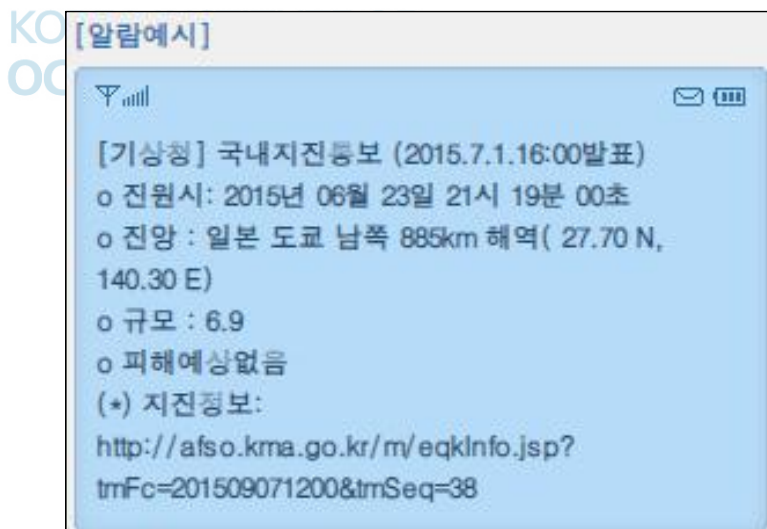 KO
OC
[알람예시]
[기상청] 국내지진통보 (2015.7.1.16:00발표)
o 진원시: 2015년 06월 23일 21시 19분 00초
o 진앙 : 일본 도쿄 남쪽 885km 해역( 27.70 N,
140.30 E)
o 규모 : 6.9
o 피해예상없음
(*) 지진정보:
http://afso.kma.go.kr/m/eqkInfo.jsp?
tmFc=201509071200&tmSeq=38